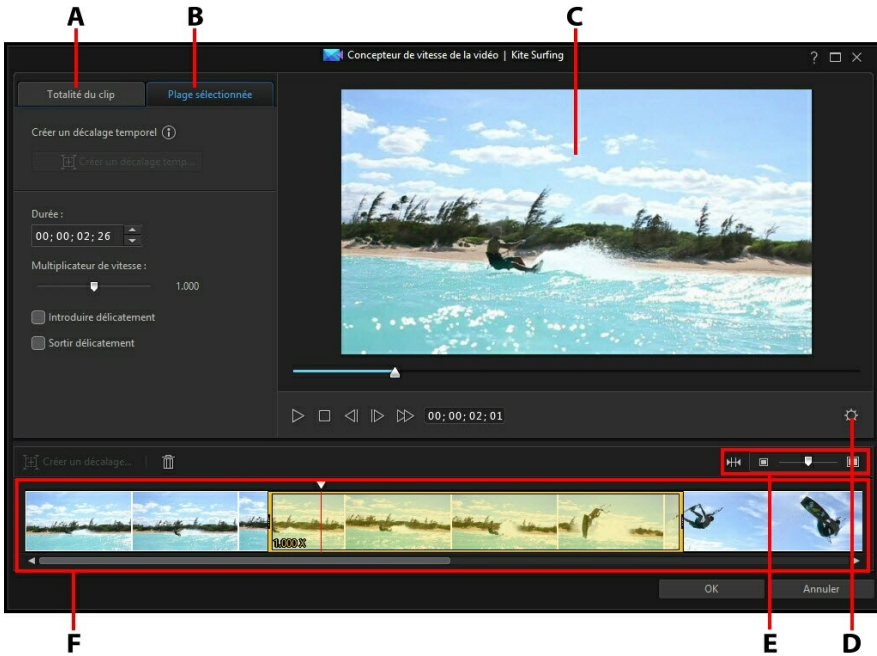 A
B
C
Concepteur de vitesse de la vidéo | Kite Surfing
?
Totalité du clip
Plage sélectionnée
Créer un décalage temporel
Créer un décalage temp...
Durée :
00; 00; 02; 26
Multiplicateur de vitesse :
1.000
Introduire délicatement
Sortir délicatement
00; 00; 02; 01
Créer un décalage...
1.000 X
OK
Annuler
F
E
D